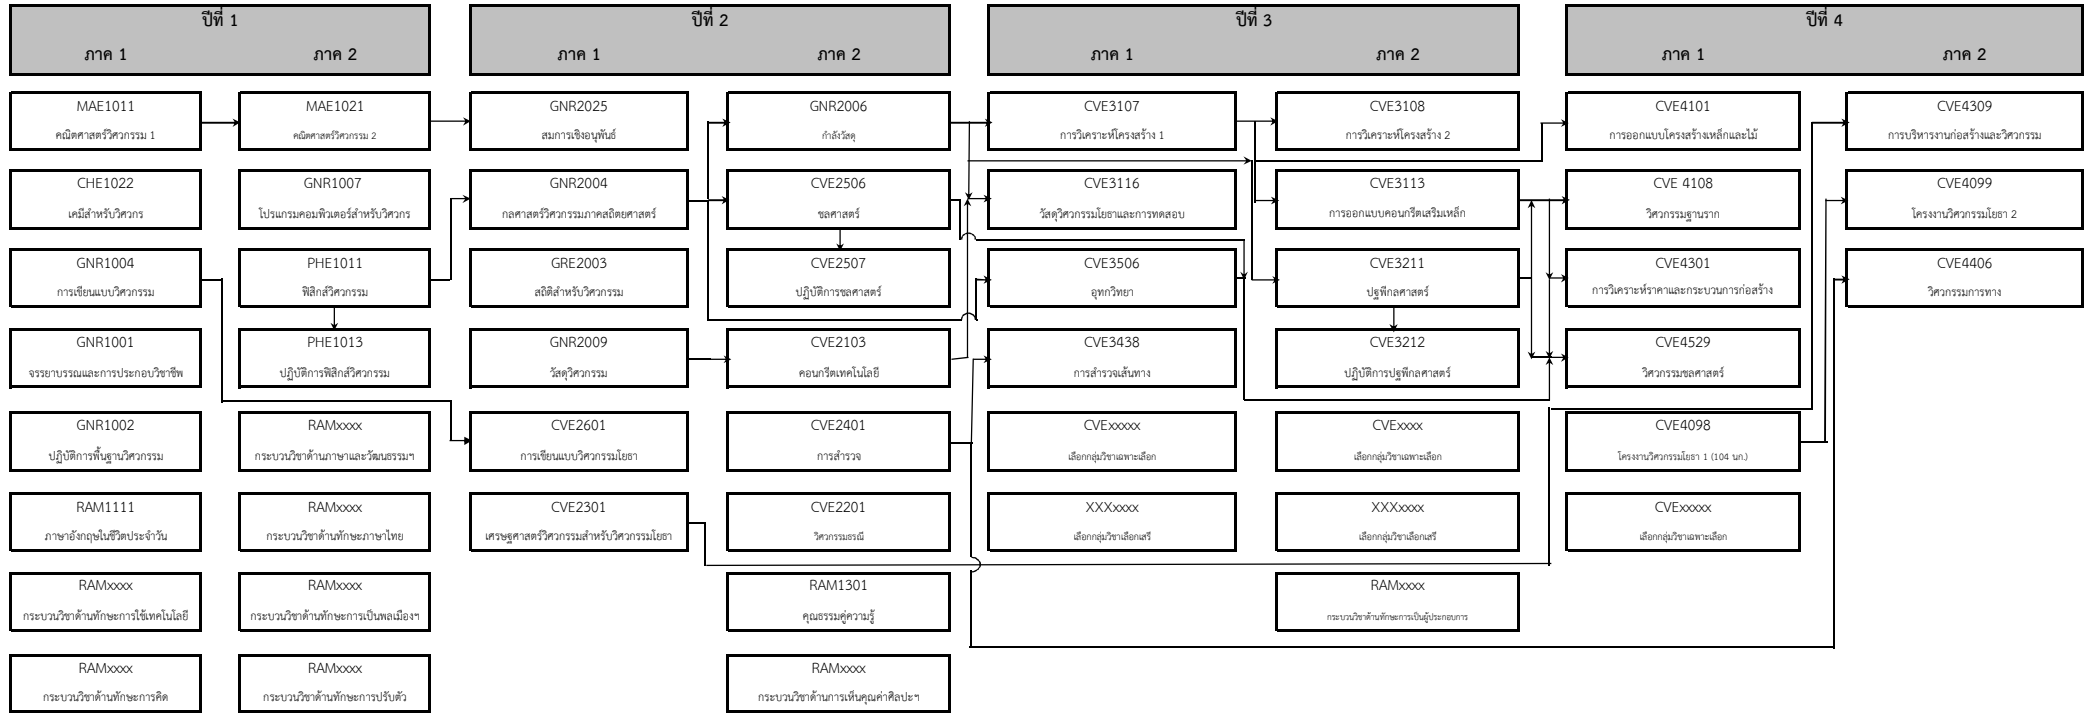 ปีที่ 1
ภาค 1
ภาค 2
MAE1011
คณิตศาสตร์วิศวกรรม 1
CHE1022
เคมีสำหรับวิศวกร
GNR1004
การเขียนแบบวิศวกรรม
GNR1001
จรรยาบรรณและการประกอบวิชาชีพ
GNR1002
ปฏิบัติการพื้นฐานวิศวกรรม
RAM1111
ภาษาอังกฤษในชีวิตประจำวัน
RAMxxxx
กระบวนวิชาด้านทักษะการใช้เทคโนโลยี
RAMxxxx
กระบวนวิชาด้านทักษะการคิด
MAE1021
คณิตศาสตร์วิศวกรรม 2
GNR1007
โปรแกรมคอมพิวเตอร์สำหรับวิศวกร
PHE1011
ฟิสิกส์วิศวกรรม
PHE1013
ปฏิบัติการฟิสิกส์วิศวกรรม
RAMxxxx
กระบวนวิชาด้านภาษาและวัฒนธรรมฯ
RAMxxxx
กระบวนวิชาด้านทักษะภาษาไทย
RAMxxxx
กระบวนวิชาด้านทักษะการเป็นพลเมืองฯ
RAMxxxx
กระบวนวิชาด้านทักษะการปรับตัว
ปีที่ 2
ภาค 1
ภาค 2
GNR2025
สมการเชิงอนุพันธ์
GNR2004
กลศาสตร์วิศวกรรมภาคสถิตยศาสตร์
GRE2003
สถิติสำหรับวิศวกรรม
GNR2009
วัสดุวิศวกรรม
CVE2601
การเขียนแบบวิศวกรรมโยธา
CVE2301
เศรษฐศาสตร์วิศวกรรมสำหรับวิศวกรรมโยธา
GNR2006
กำลังวัสดุ
CVE2506
ชลศาสตร์
CVE2507
ปฏิบัติการชลศาสตร์
CVE2103
คอนกรีตเทคโนโลยี
CVE2401
การสำรวจ
CVE2201
วิศวกรรมธรณี
RAM1301
คุณธรรมคู่ความรู้
RAMxxxx
กระบวนวิชาด้านการเห็นคุณค่าศิลปะฯ
ปีที่ 3
ภาค 1
ภาค 2
CVE3107
การวิเคราะห์โครงสร้าง 1
CVE3116
วัสดุวิศวกรรมโยธาและการทดสอบ
CVE3506
อุทกวิทยา
CVE3438
การสำรวจเส้นทาง
CVExxxxx
เลือกกลุ่มวิชาเฉพาะเลือก
XXXxxxx
เลือกกลุ่มวิชาเลือกเสรี
CVE3108
การวิเคราะห์โครงสร้าง 2
CVE3113
การออกแบบคอนกรีตเสริมเหล็ก
CVE3211
ปฐพีกลศาสตร์
CVE3212
ปฏิบัติการปฐพีกลศาสตร์
CVExxxx
เลือกกลุ่มวิชาเฉพาะเลือก
XXXxxxx
เลือกกลุ่มวิชาเลือกเสรี
RAMxxxx
กระบวนวิชาด้านทักษะการเป็นผู้ประกอบการ
ปีที่ 4
ภาค 1
ภาค 2
CVE4101
การออกแบบโครงสร้างเหล็กและไม้
CVE 4108
วิศวกรรมฐานราก
CVE4301
การวิเคราะห์ราคาและกระบวนการก่อสร้าง
CVE4529
วิศวกรรมชลศาสตร์
CVE4098
โครงงานวิศวกรรมโยธา 1 (104 นก.)
CVExxxxx
เลือกกลุ่มวิชาเฉพาะเลือก
CVE4309
การบริหารงานก่อสร้างและวิศวกรรม
CVE4099
โครงงานวิศวกรรมโยธา 2
CVE4406
วิศวกรรมการทาง